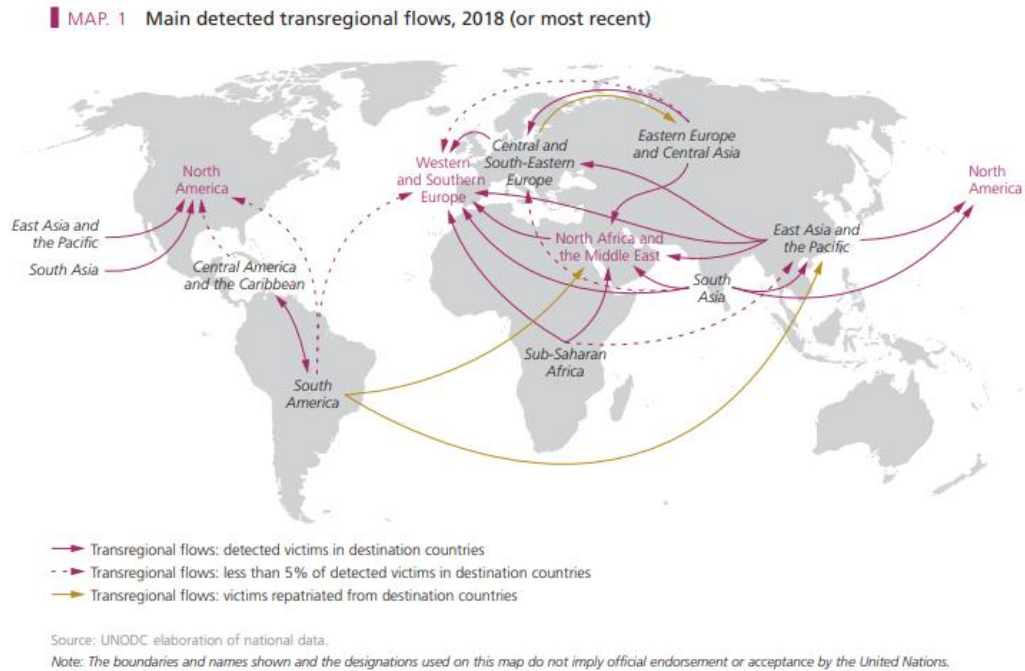 MAP. 1 Main detected transregional flows, 2018 (or most recent)
North
America
East Asia and
the Pacific
South Asia
Central America
and the Caribbean
South
America
Western
and Southern
Europe
Central and
South-Eastern
Europe
Eastern Europe
and Central Asia
North Africa and
the Middle East
Sub-Saharan
Africa
South
Asia
East Asia and
the Pacific
North
America
Transregional flows: detected victims in destination countries
Transregional flows: less than 5% of detected victims in destination countries
Transregional flows: victims repatriated from destination countries
Source: UNODC elaboration of national data.
Note: The boundaries and names shown and the designations used on this map do not imply official endorsement or acceptance by the United Nations.